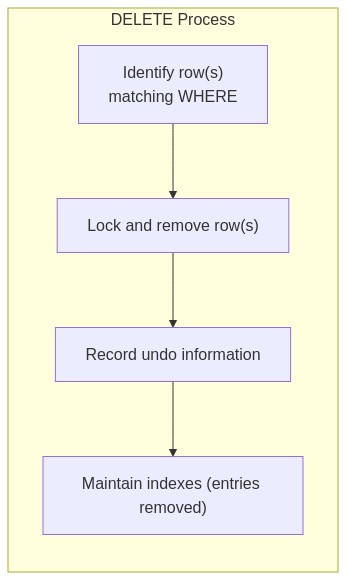 DELETE Process
Identify row(s)
matching WHERE
Lock and remove row(s)
Record undo information
Maintain indexes (entries
removed)